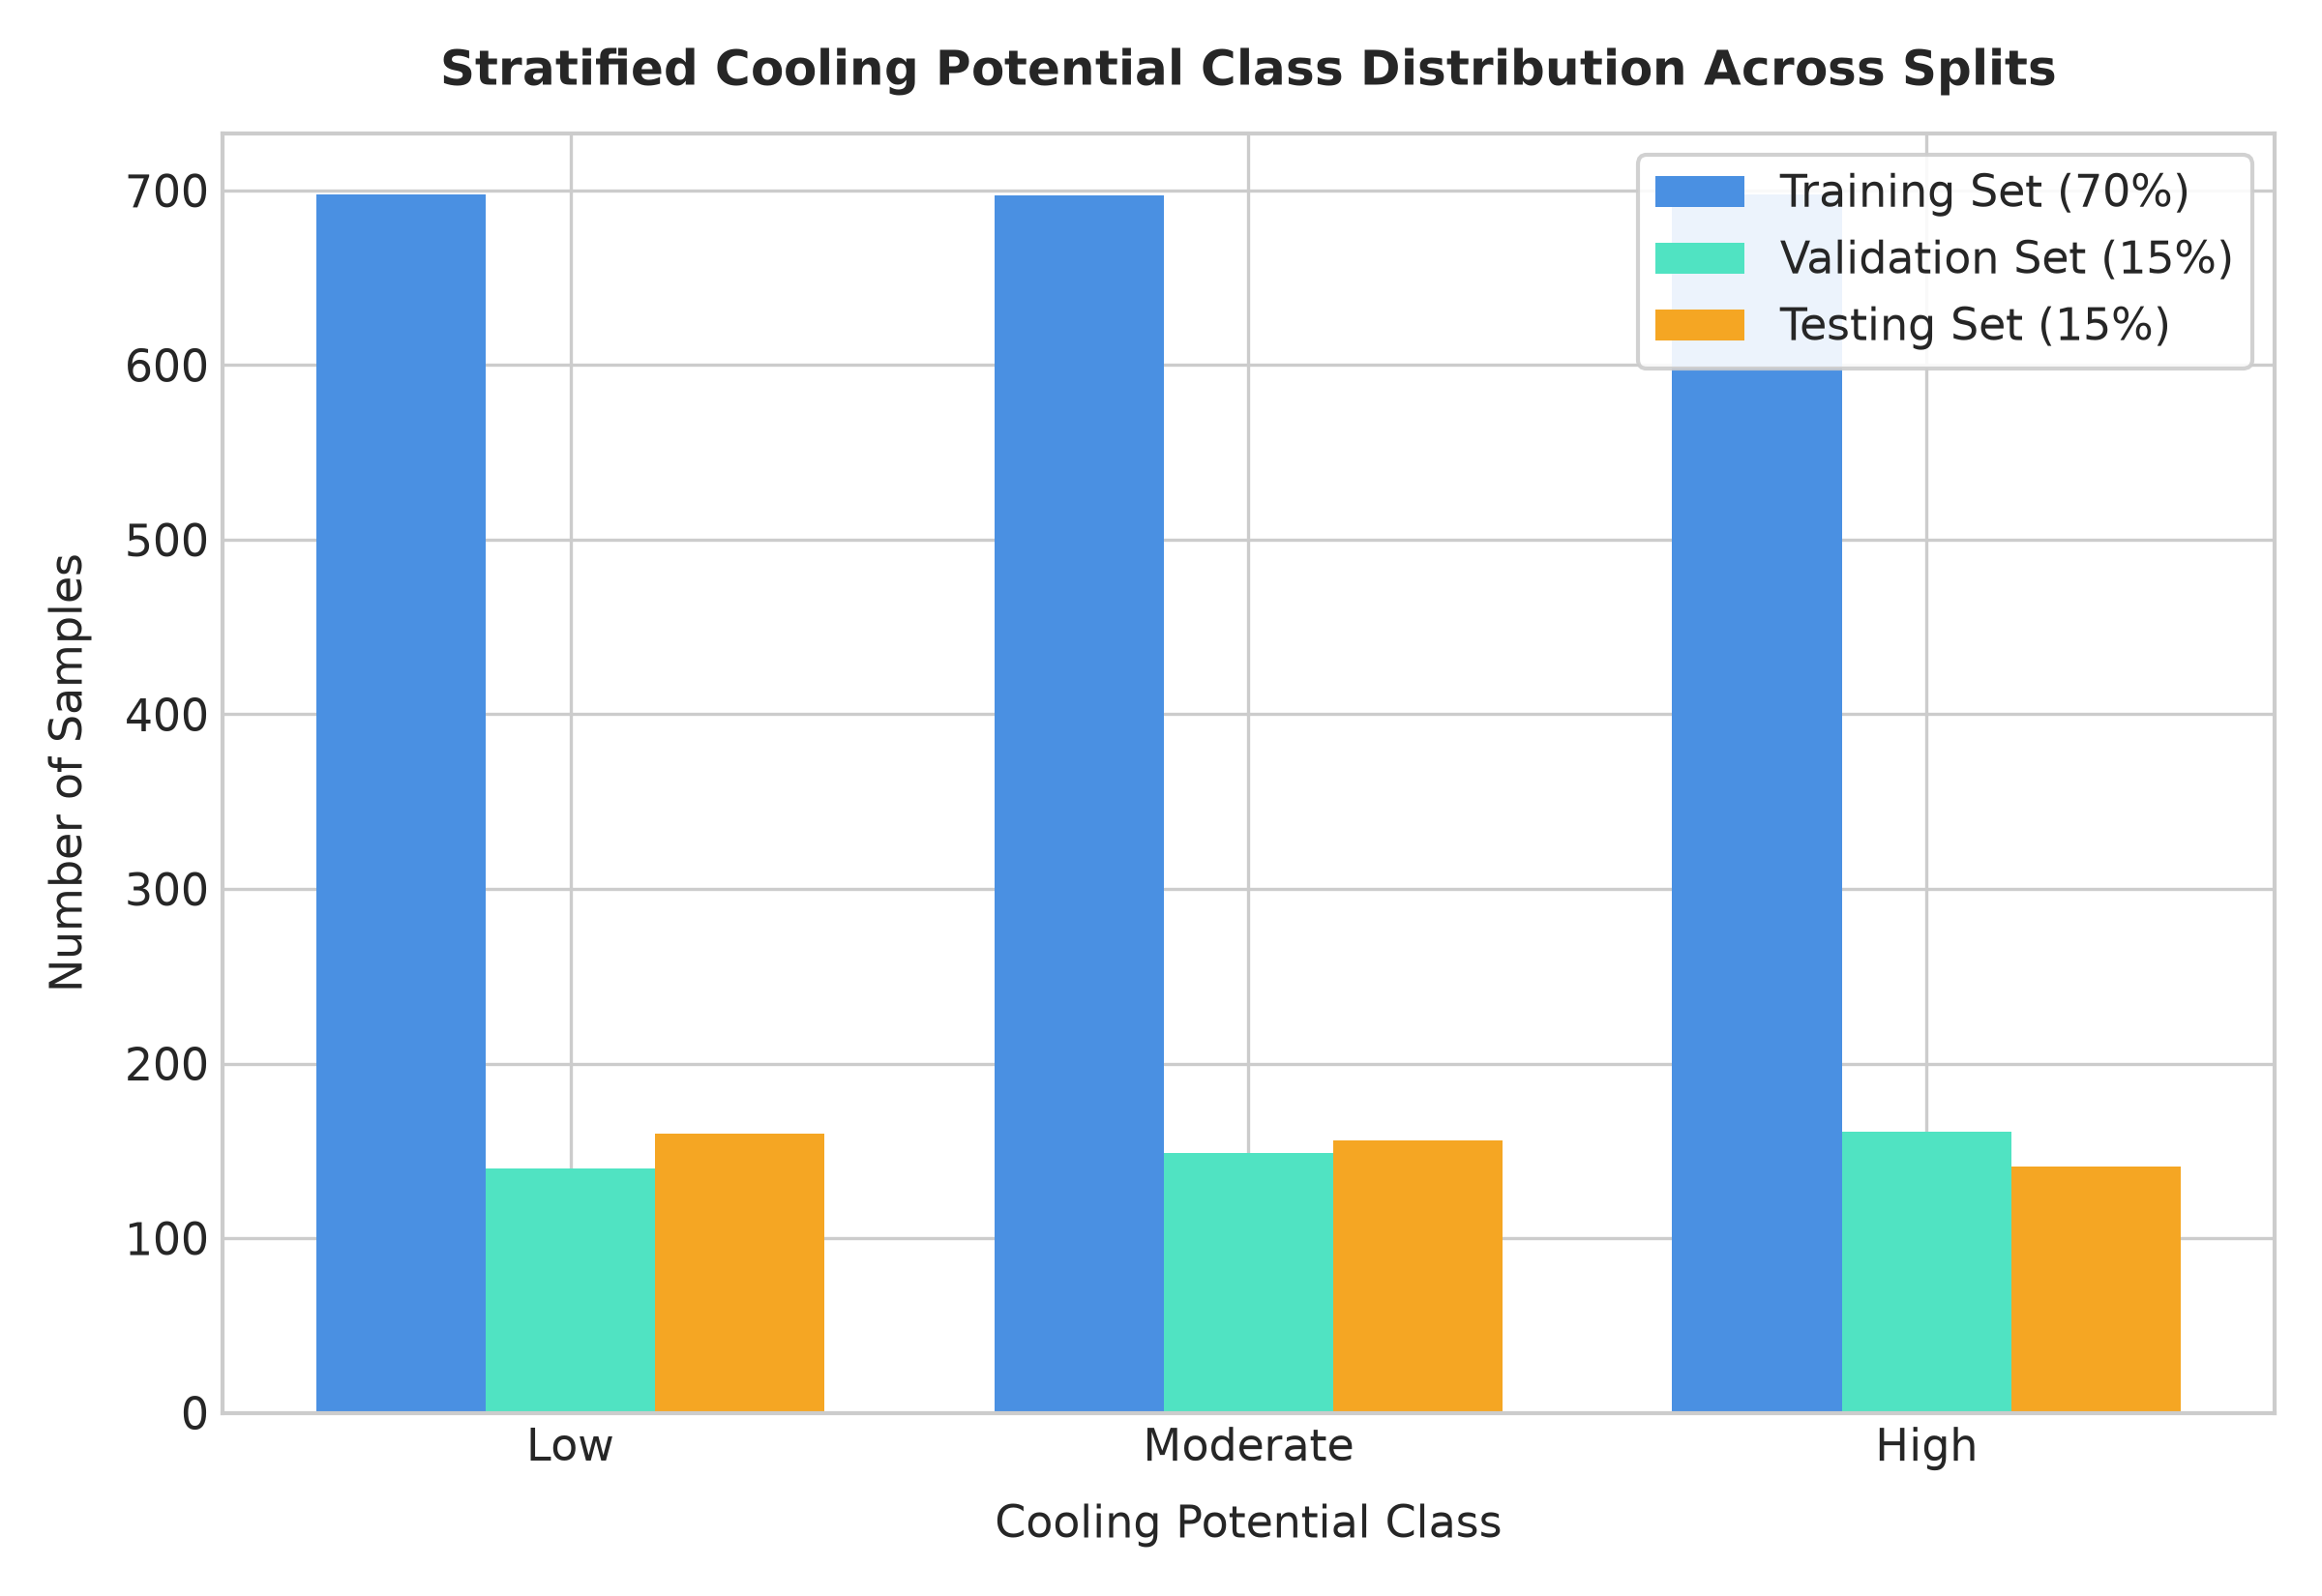 Stratified Cooling Potential Class Distribution Across Splits
Training Set (70%)
Validation Set (15%)
Testing Set (15%)
Number of Samples
700
600
500
400
300
200
100
0
Low Moderate High
Cooling Potential Class